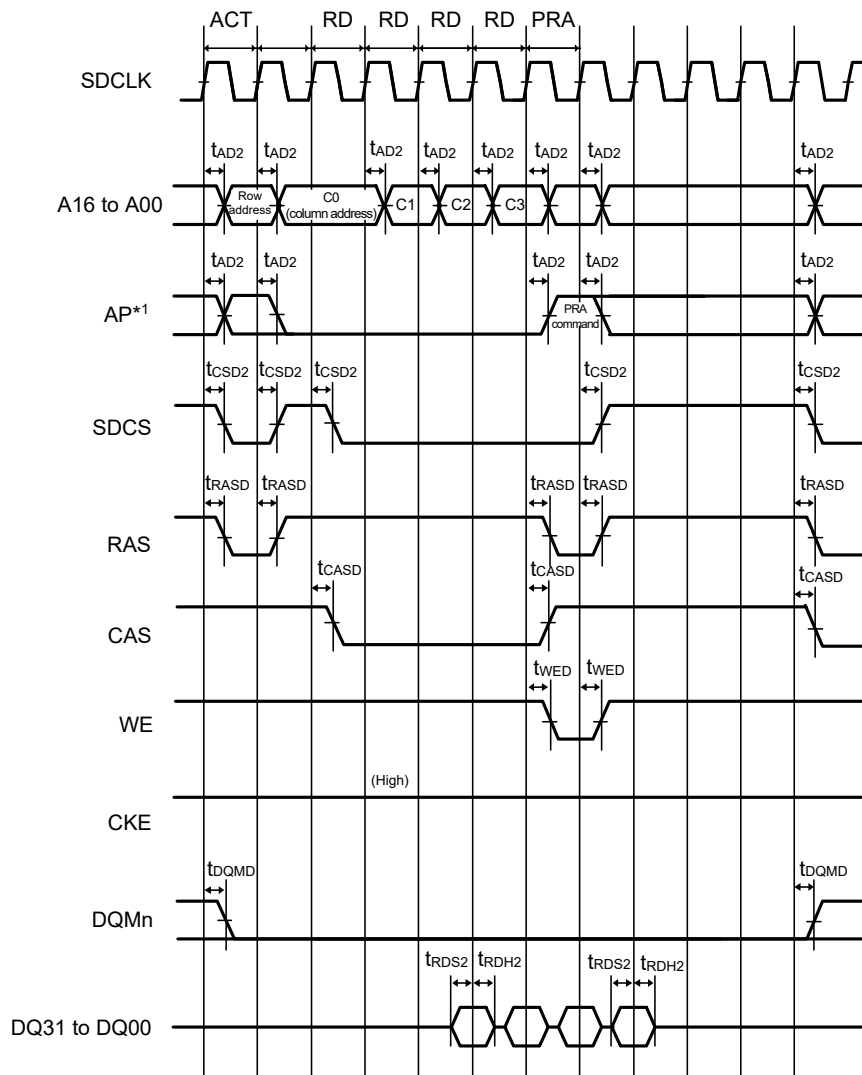 ACT RD RD RD RD PRA
SDCLK
tAD2 tAD2 tAD2 tAD2 tAD2 tAD2 tAD2 tAD2
A16 to A00
Row address
C0 (column address)
C1
C2
C3
tAD2 tAD2 tAD2 tAD2 tAD2
AP*1
PRA command
tCSD2 tCSD2 tCSD2 tCSD2 tCSD2
SDCS
tRASD tRASD tRASD tRASD tRASD
RAS
tCASD tCASD tCASD
CAS
tWED tWED
WE
(High)
CKE
tDQMD tDQMD
DQMn
tRDS2 tRDH2 tRDS2 tRDH2
DQ31 to DQ00